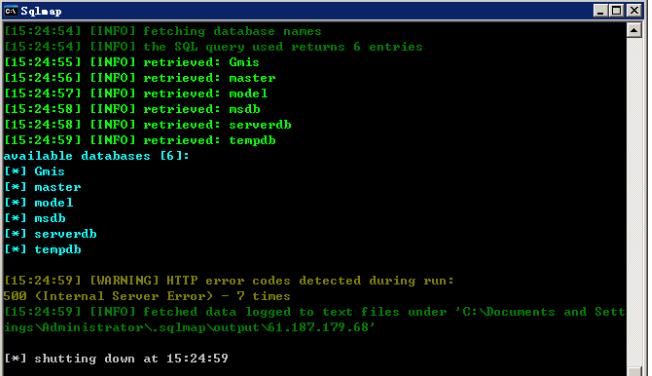 Sqlmap
[15:24:54] [INFO] fetching database names
[15:24:54] [INFO] the SQL query used returns 6 entries
[15:24:55] [INFO] retrieved: Gmis
[15:24:56] [INFO] retrieved: master
[15:24:57] [INFO] retrieved: model
[15:24:58] [INFO] retrieved: msdb
[15:24:58] [INFO] retrieved: serverdb
[15:24:59] [INFO] retrieved: tempdb
available databases [6]:
[*] Gmis
[*] master
[*] model
[*] msdb
[*] serverdb
[*] tempdb
[15:24:59] [WARNING] HTTP error codes detected during run:
500 (Internal Server Error) - 7 times
[15:24:59] [INFO] fetched data logged to text files under 'C:\Documents and Sett
ings\Administrator\.sqlmap\output\61.187.179.68'
[*] shutting down at 15:24:59